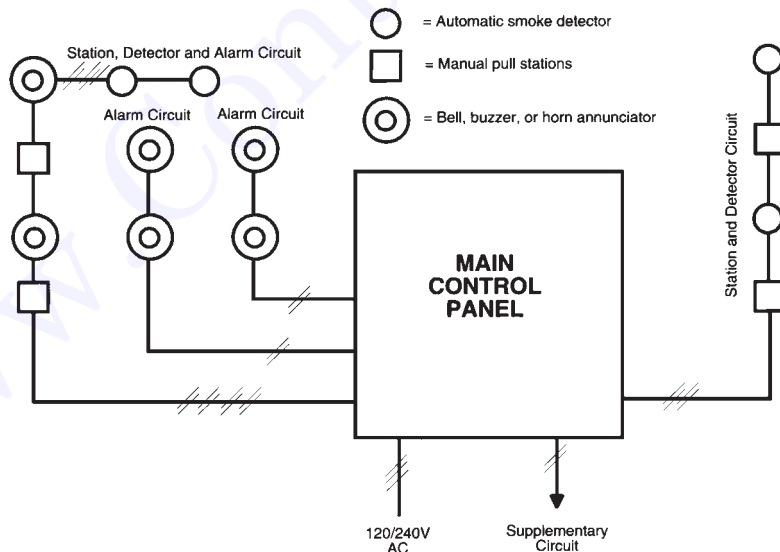 = Automatic smoke detector
Station, Detector and Alarm Circuit
= Manual pull stations
Alarm Circuit
Alarm Circuit
= Bell, buzzer, or horn annunciator
Station and Detector Circuit
MAIN
CONTROL
PANEL
120/240V
AC
Supplementary
Circuit